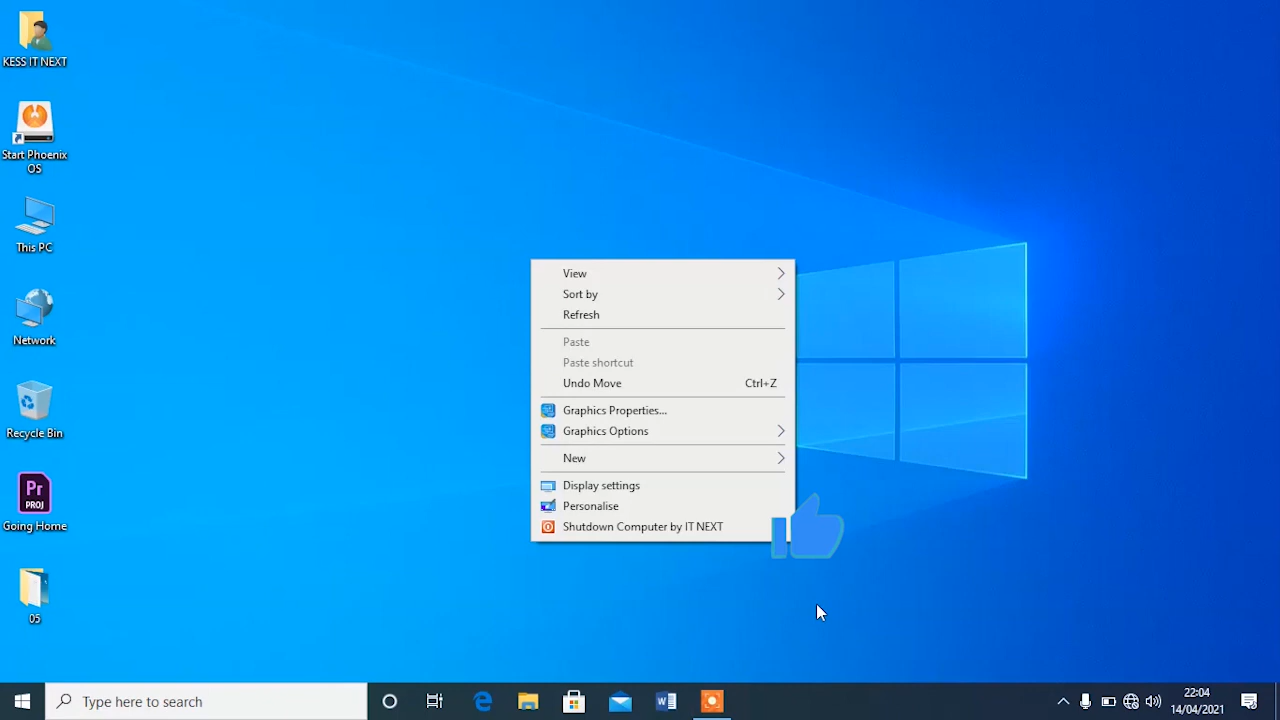 KESS IT NEXT
Start Phoenix
OS
This PC
Network
Recycle Bin
Pr
PROJ
Going Home
05
View
Sort by
Refresh
Paste
Paste shortcut
Undo Move Ctrl+Z
Graphics Properties...
Graphics Options
New
Display settings
Personalise
Shutdown Computer by IT NEXT
Type here to search
22:04
14/04/2021